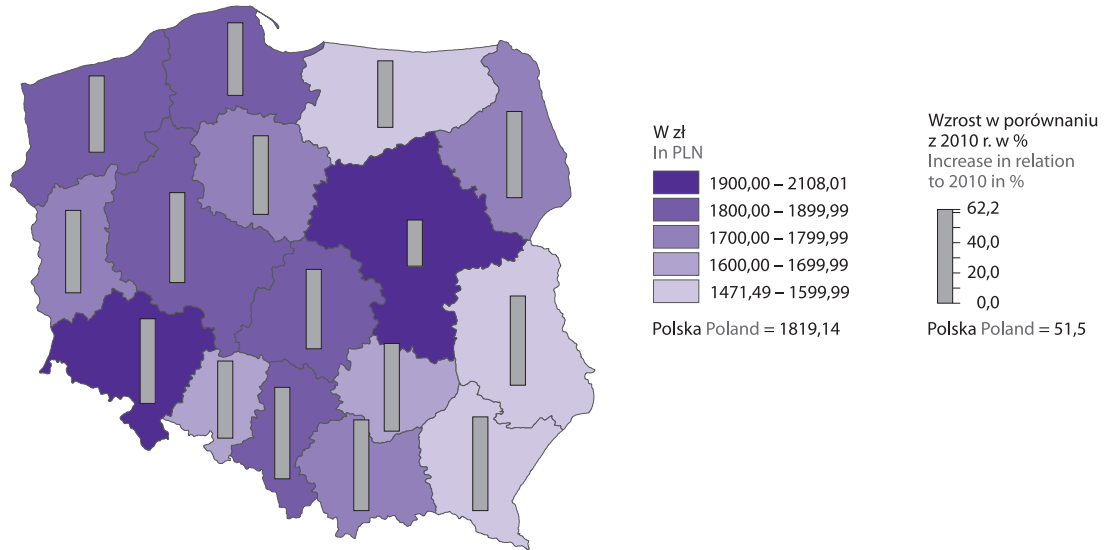 W zł
In PLN
1900,00 – 2108,01
1800,00 – 1899,99
1700,00 – 1799,99
1600,00 – 1699,99
1471,49 – 1599,99
Polska Poland = 1819,14
Wzrost w porównaniu
z 2010 r. w %
Increase in relation
to 2010 in %
62,2
40,0
20,0
0,0
Polska Poland = 51,5